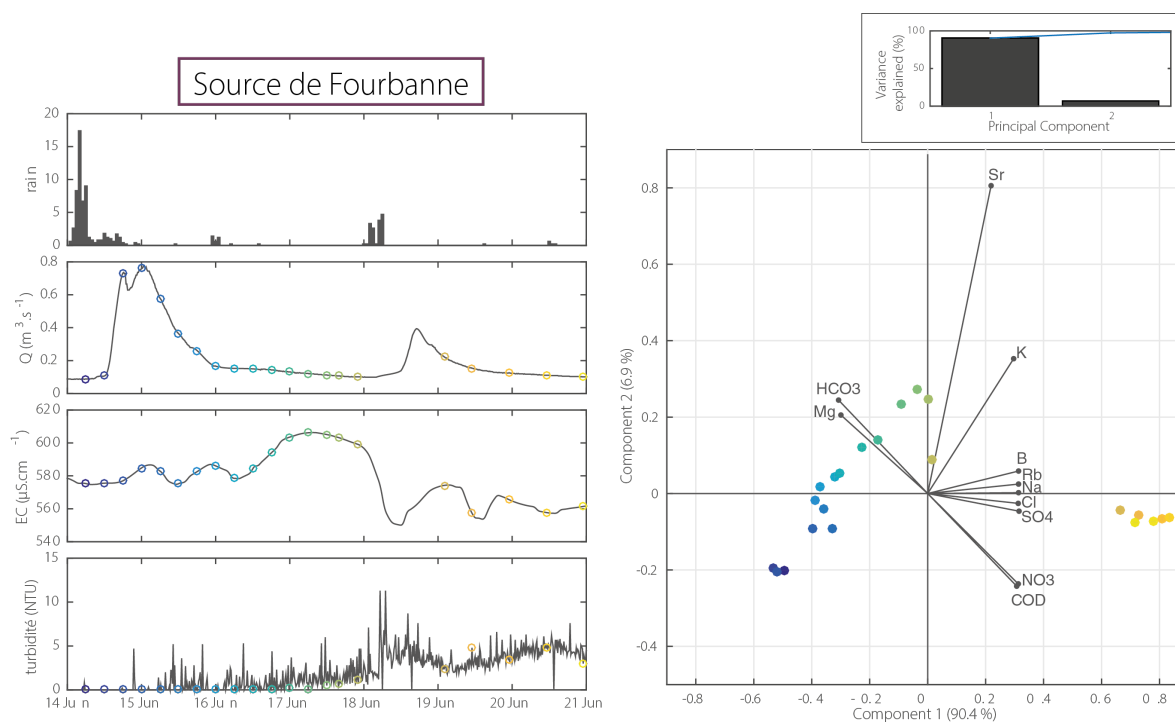 Source de Fourbanne
20
15
10
5
0
rain
0.8
0.6
0.4
0.2
0
Q (m³.s⁻¹)
620
600
580
560
540
EC (µS.cm⁻¹)
15
10
5
0
turbidité (NTU)
14 Jun
15 Jun
16 Jun
17 Jun
18 Jun
19 Jun
20 Jun
21 Jun
100
50
0
Variance
explained (%)
1
2
Principal Component
0.8
0.6
0.4
0.2
0
-0.2
-0.4
Component 2 (6.9 %)
Sr
K
HCO3
Mg
B
Rb
Na
Cl
SO4
NO3
COD
-0.8
-0.6
-0.4
-0.2
0
0.2
0.4
0.6
0.8
Component 1 (90.4 %)